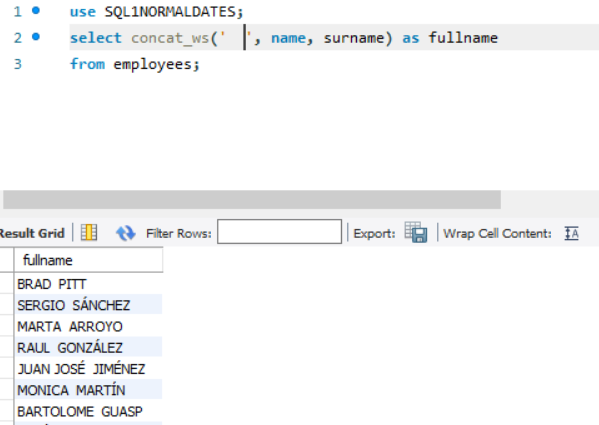 1 use SQL1NORMALDATES;
2 select concat_ws('  ', name, surname) as fullname
3 from employees;
Result Grid Filter Rows: Export: Wrap Cell Content: IA
fullname
BRAD  PITT
SERGIO  SÁNCHEZ
MARTA  ARROYO
RAUL  GONZÁLEZ
JUAN JOSÉ  JIMÉNEZ
MONICA  MARTÍN
BARTOLOME  GUASP